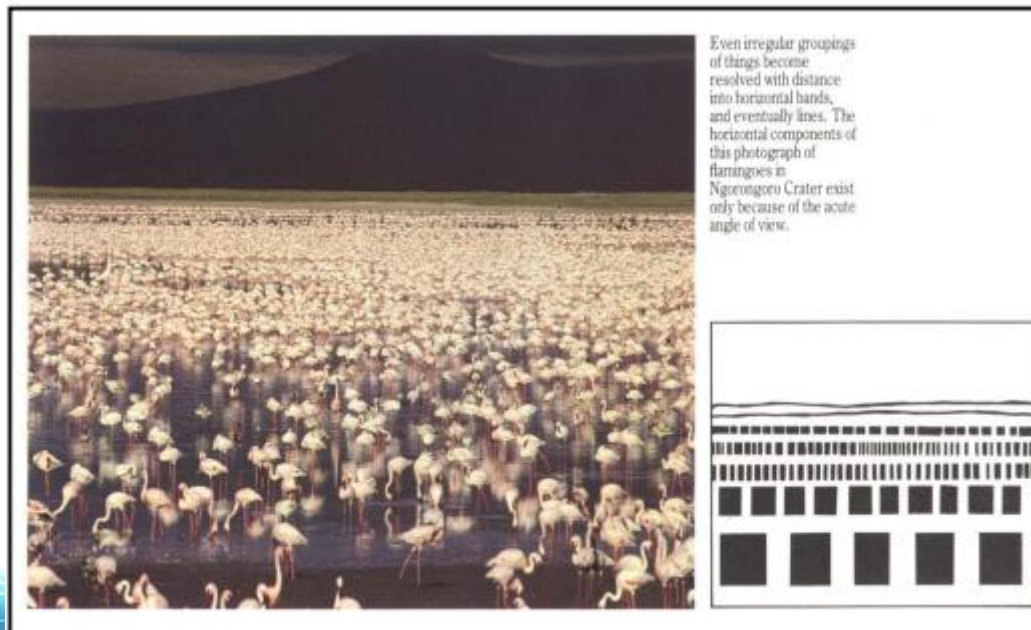 Even irregular groupings
of things become
resolved with distance
into horizontal bands,
and eventually lines. The
horizontal components of
this photograph of
flamingoes in
Ngorongoro Crater exist
only because of the acute
angle of view.